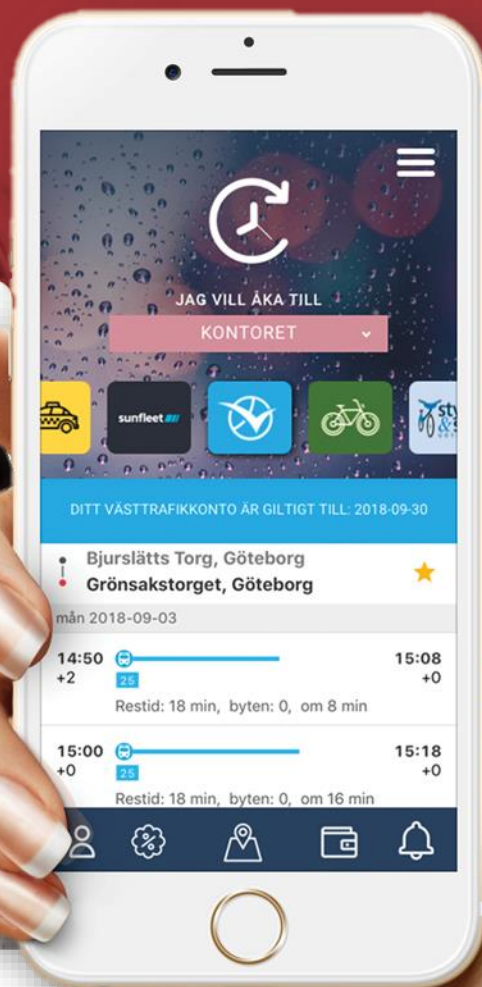 JAG VILL ÅKA TILL
KONTORET
sunfleet
sty
&s
DITT VÄSTTRAFIKKONTO ÄR GILTIGT TILL: 2018-09-30
Bjurslätts Torg, Göteborg
Grönsakstorget, Göteborg
mån 2018-09-03
14:50 15:08
+2 25 +0
Restid: 18 min, byten: 0, om 8 min
15:00 15:18
+0 25 +0
Restid: 18 min, byten: 0, om 16 min